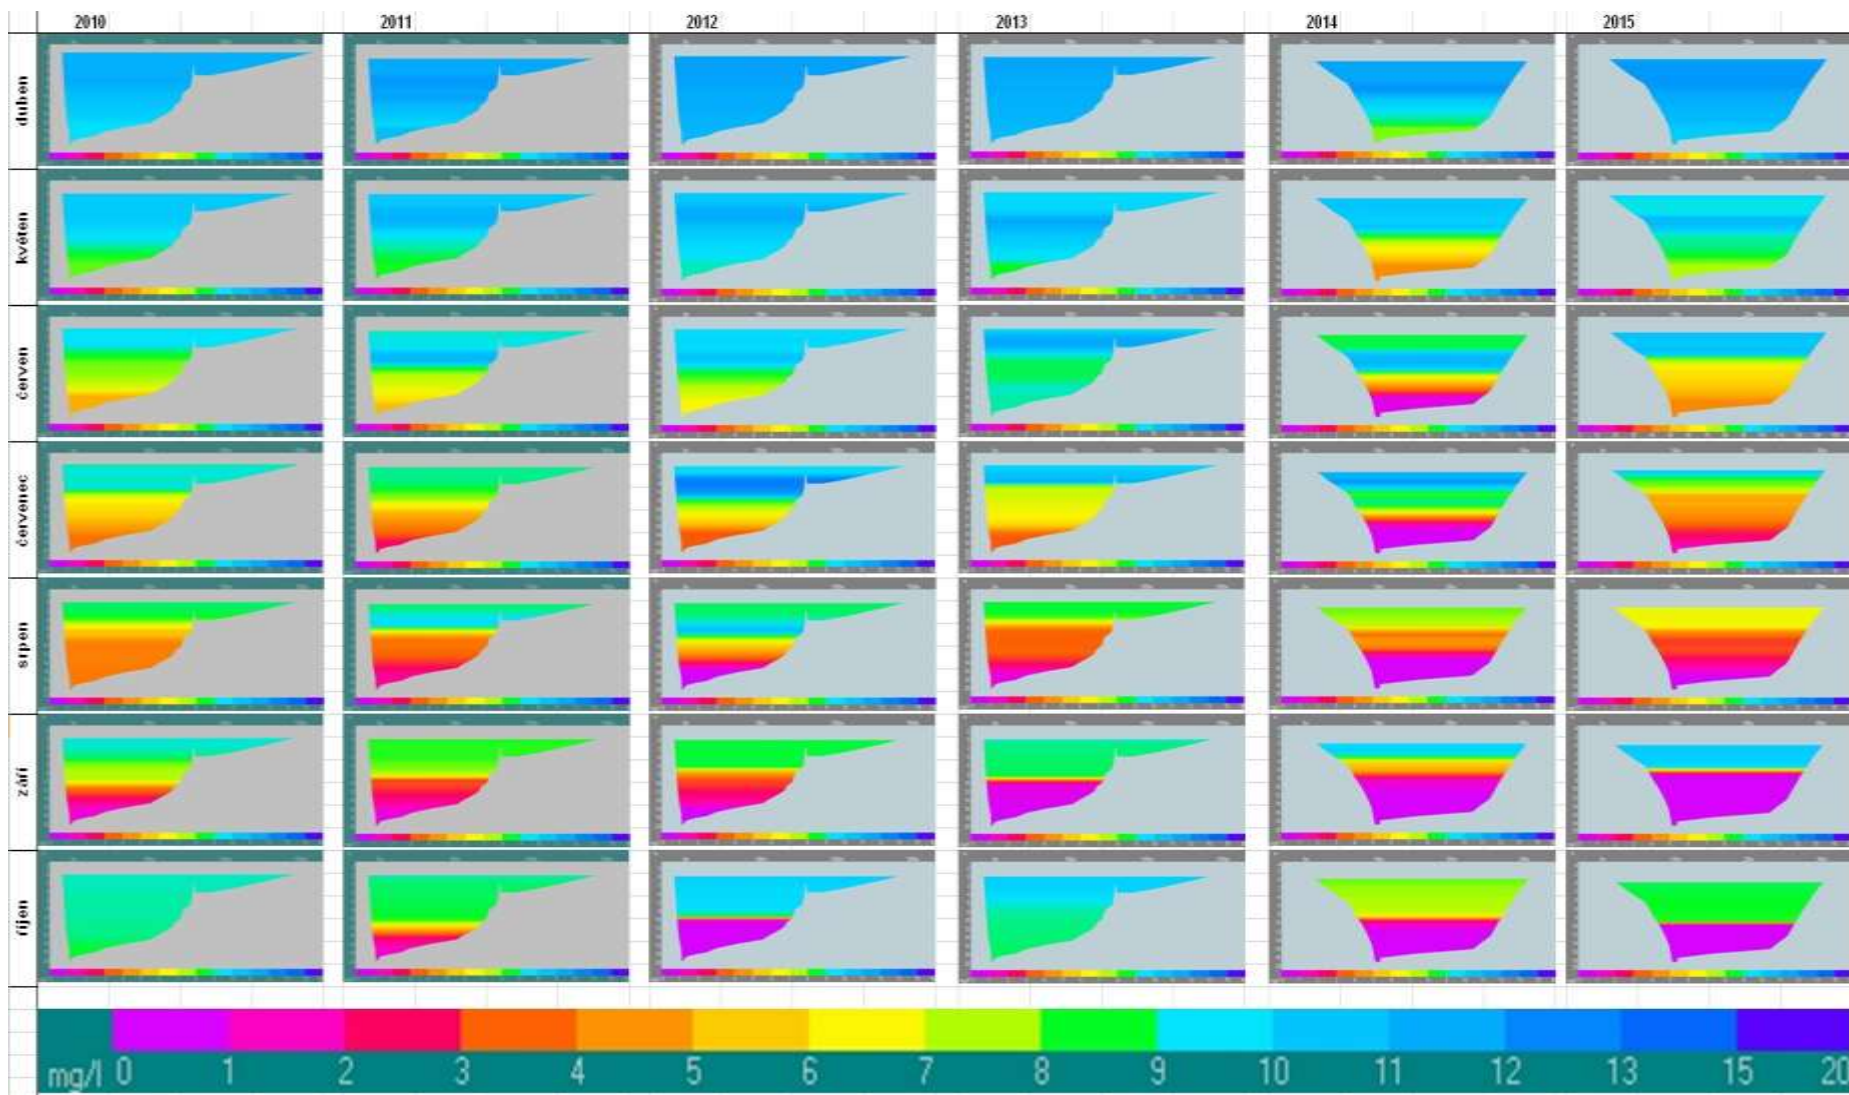 2010 2011 2012 2013 2014 2015
duben
květen
červen
červenec
srpen
září
říjen
mg/l 0 1 2 3 4 5 6 7 8 9 10 11 12 13 15 20